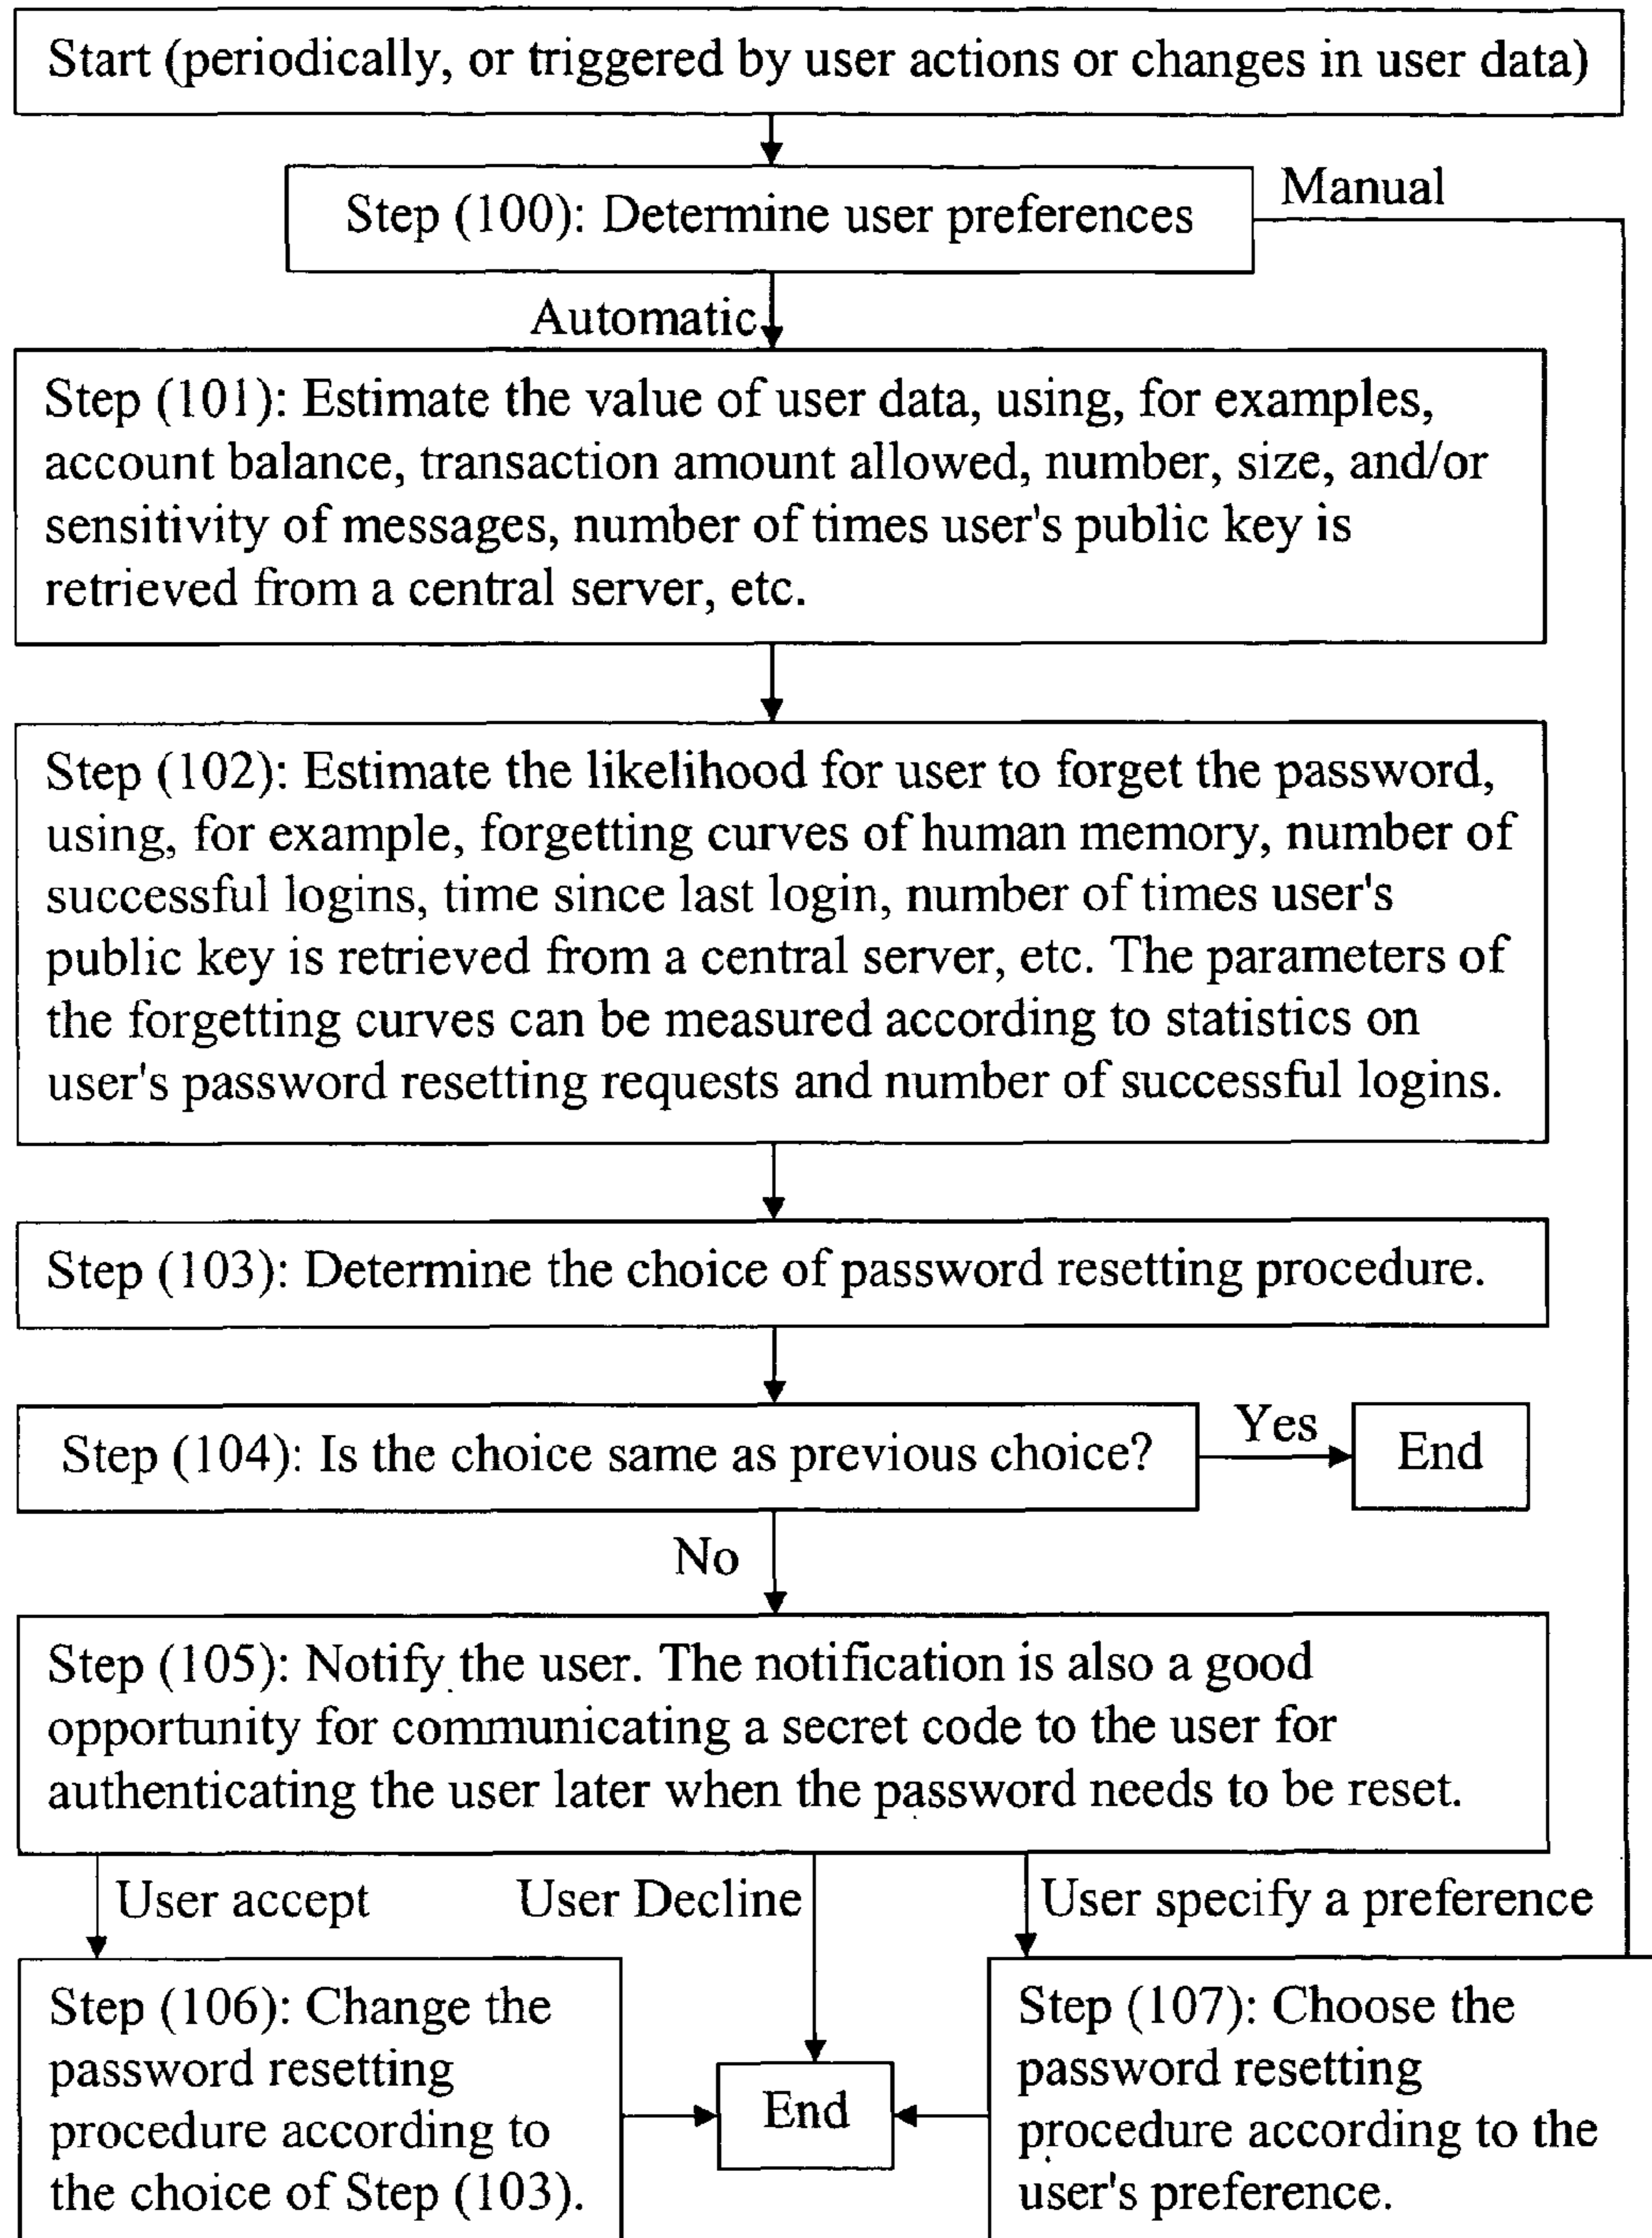 Start (periodically, or triggered by user actions or changes in user data)
Manual
Step (100): Determine user preferences
Automatic
Step (101): Estimate the value of user data, using, for examples,
account balance, transaction amount allowed, number, size, and/or
sensitivity of messages, number of times user's public key is
retrieved from a central server, etc.
Step (102): Estimate the likelihood for user to forget the password,
using, for example, forgetting curves of human memory, number of
successful logins, time since last login, number of times user's
public key is retrieved from a central server, etc. The parameters of
the forgetting curves can be measured according to statistics on
user's password resetting requests and number of successful logins.
Step (103): Determine the choice of password resetting procedure.
Step (104): Is the choice same as previous choice?
Yes
End
No
Step (105): Notify the user. The notification is also a good
opportunity for communicating a secret code to the user for
authenticating the user later when the password needs to be reset.
User accept
User Decline
User specify a preference
Step (106): Change the
password resetting
procedure according to
the choice of Step (103).
End
Step (107): Choose the
password resetting
procedure according to the
user's preference.